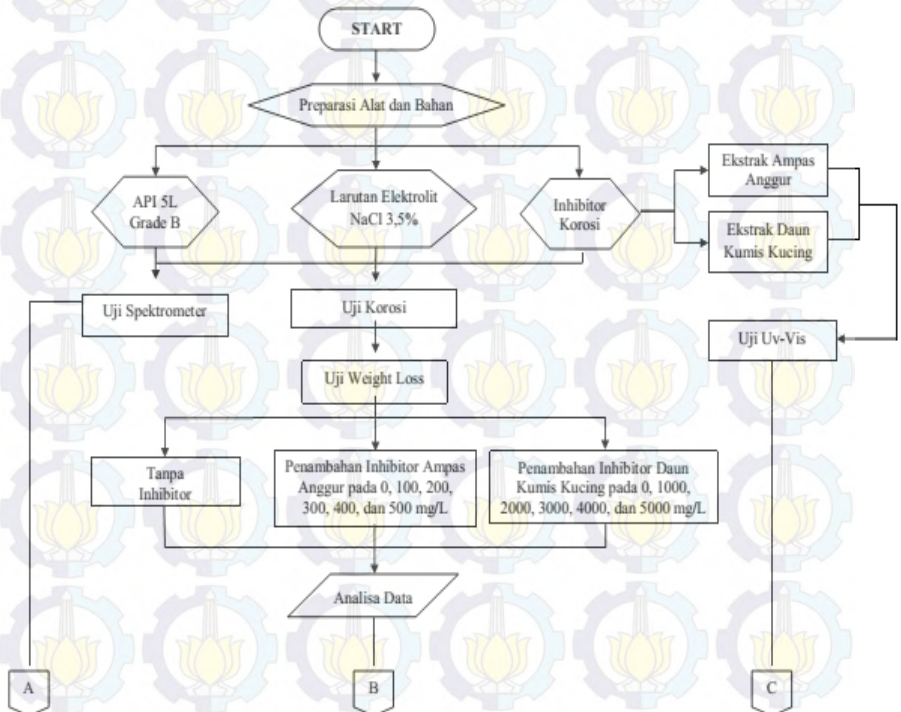 START
Preparasi Alat dan Bahan
API 5L
Grade B
Larutan Elektrolit
NaCl 3,5%
Inhibitor
Korosi
Ekstrak Ampas
Anggur
Ekstrak Daun
Kumis Kucing
Uji Spektrometer
Uji Korosi
Uji Uv-Vis
Uji Weight Loss
Tanpa
Inhibitor
Penambahan Inhibitor Ampas
Anggur pada 0, 100, 200,
300, 400, dan 500 mg/L
Penambahan Inhibitor Daun
Kumis Kucing pada 0, 1000,
2000, 3000, 4000, dan 5000 mg/L
Analisa Data
A
B
C